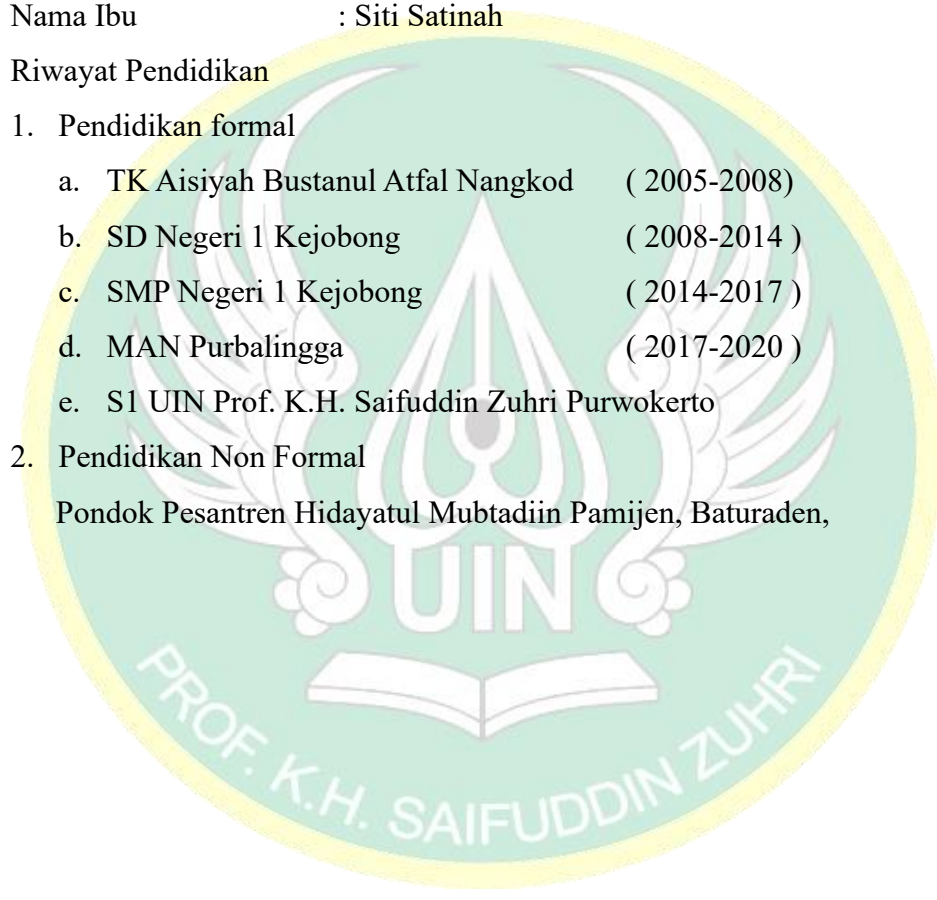 Nama Ibu : Siti Satinah
Riwayat Pendidikan
1. Pendidikan formal
a. TK Aisiyah Bustanul Atfal Nangkod ( 2005-2008)
b. SD Negeri 1 Kejobong ( 2008-2014 )
c. SMP Negeri 1 Kejobong ( 2014-2017 )
d. MAN Purbalingga ( 2017-2020 )
e. S1 UIN Prof. K.H. Saifuddin Zuhri Purwokerto
2. Pendidikan Non Formal
Pondok Pesantren Hidayatul Mubtadiin Pamijen, Baturaden,
UIN
PROF. K.H. SAIFUDDIN ZUHRI